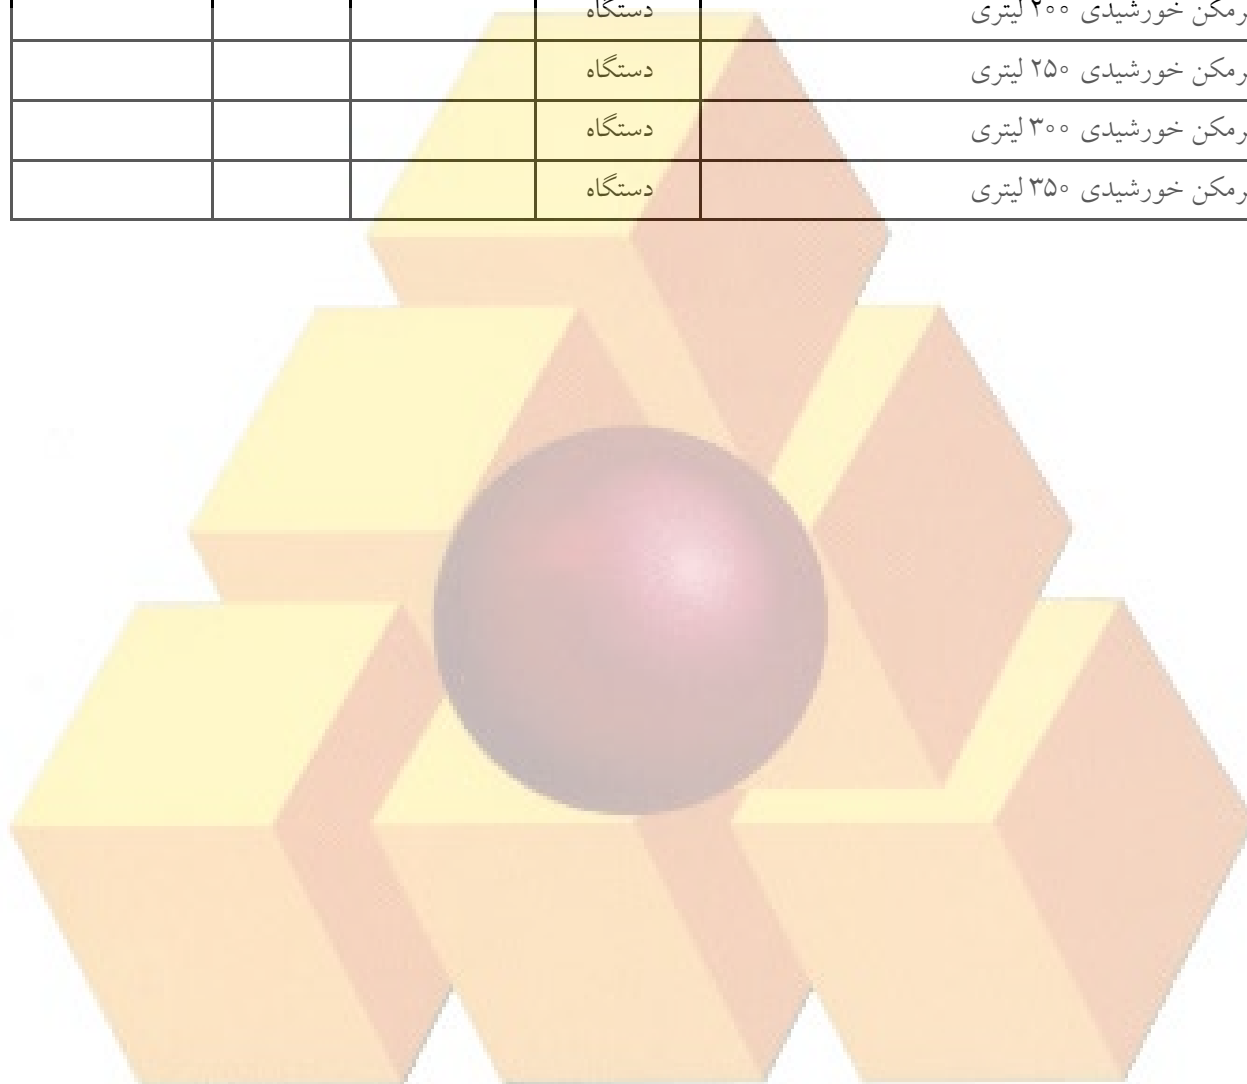 رمکن خورشیدی ۲۰۰ لیتری دستگاه
رمکن خورشیدی ۲۵۰ لیتری دستگاه
رمکن خورشیدی ۳۰۰ لیتری دستگاه
رمکن خورشیدی ۳۵۰ لیتری دستگاه